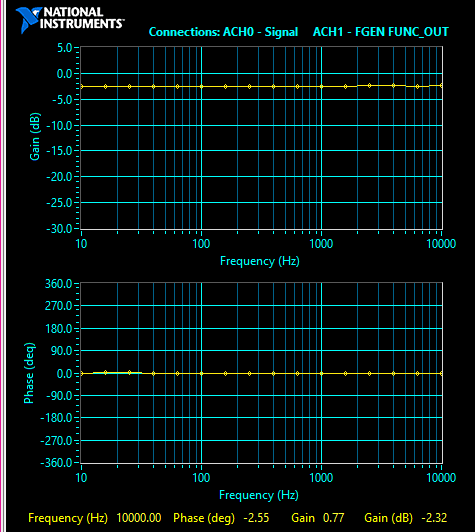 NATIONAL
INSTRUMENTS™
Connections: ACH0 - Signal ACH1 - FGEN FUNC_OUT
5.0
0.0
-5.0
-10.0
-15.0
-20.0
-25.0
-30.0
Gain (dB)
10 100 1000 10000
Frequency (Hz)
360.0
270.0
180.0
90.0
0.0
-90.0
-180.0
-270.0
-360.0
Phase (deg)
10 100 1000 10000
Frequency (Hz)
Frequency (Hz) 10000.00 Phase (deg) -2.55 Gain 0.77 Gain (dB) -2.32